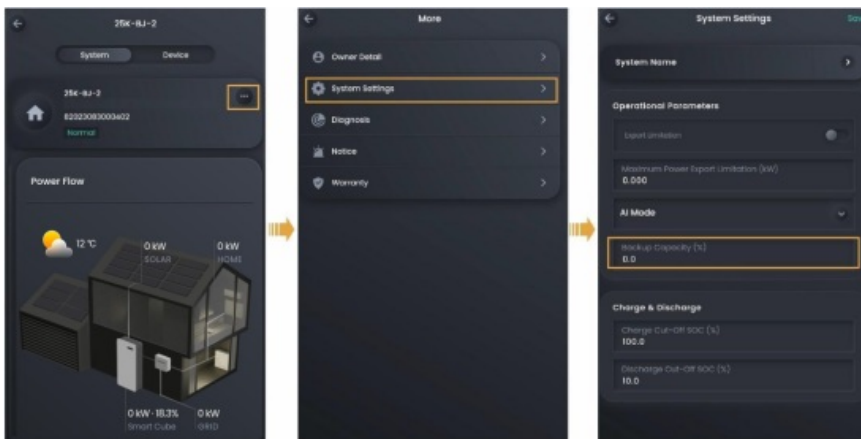 25K-BJ-2
System
Device
25K-BJ-2
Normal
Power Flow
12 °C
0 kW
SOLAR
0 kW
HOME
0 kW · 18.3%
Smart Cube
0 kW
GRID
More
Owner Detail
System Settings
Diagnosis
Notice
Warranty
System Settings
System Name
Operational Parameters
Export Limitation
Maximum Power Export Limitation (kW)
0.000
AI Mode
Backup Capacity (%)
0.0
Charge & Discharge
Charge Cut-Off SOC (%)
100.0
Discharge Cut-Off SOC (%)
10.0